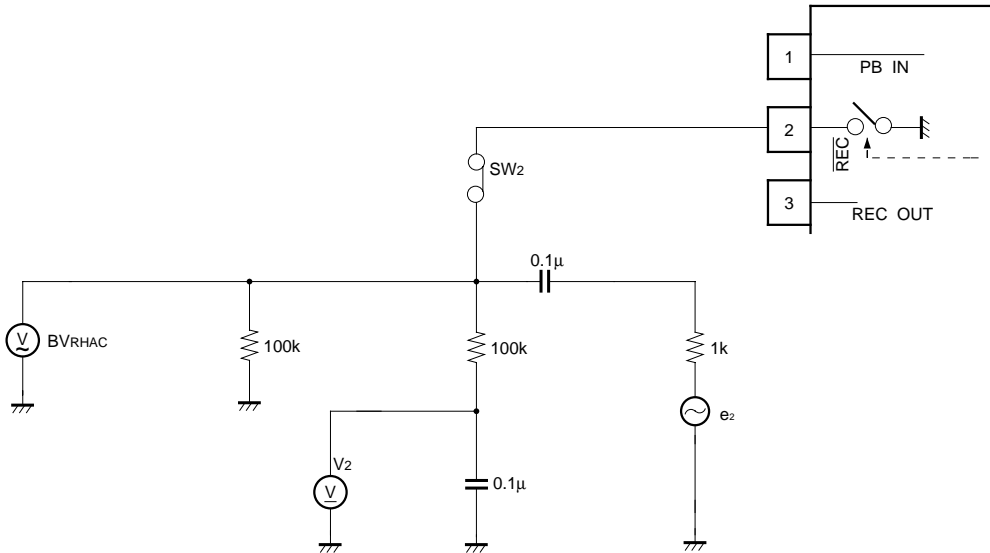 1
PB IN
2
REC
SW2
3
REC OUT
0.1μ
V
BVRHAC
100k
100k
1k
e2
V2
V
0.1μ